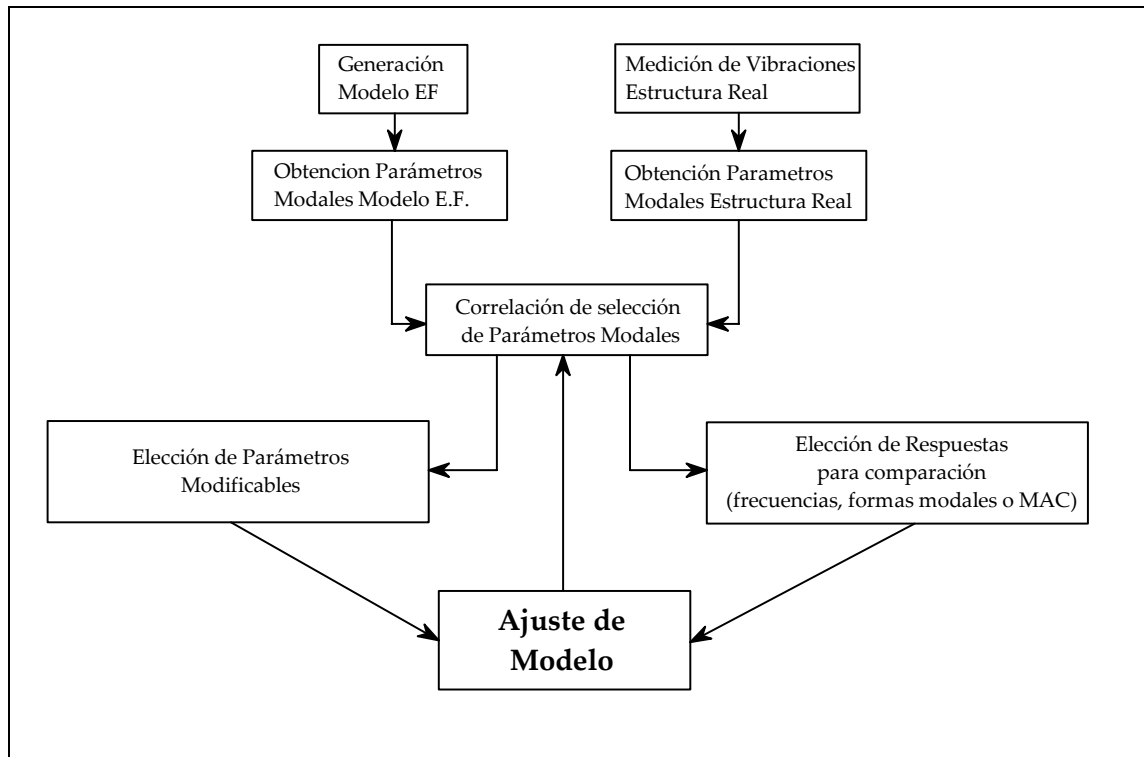 Generación
Modelo EF
Medición de Vibraciones
Estructura Real
Obtencion Parámetros
Modales Modelo E.F.
Obtención Parametros
Modales Estructura Real
Correlación de selección
de Parámetros Modales
Elección de Parámetros
Modificables
Elección de Respuestas
para comparación
(frecuencias, formas modales o MAC)
Ajuste de
Modelo